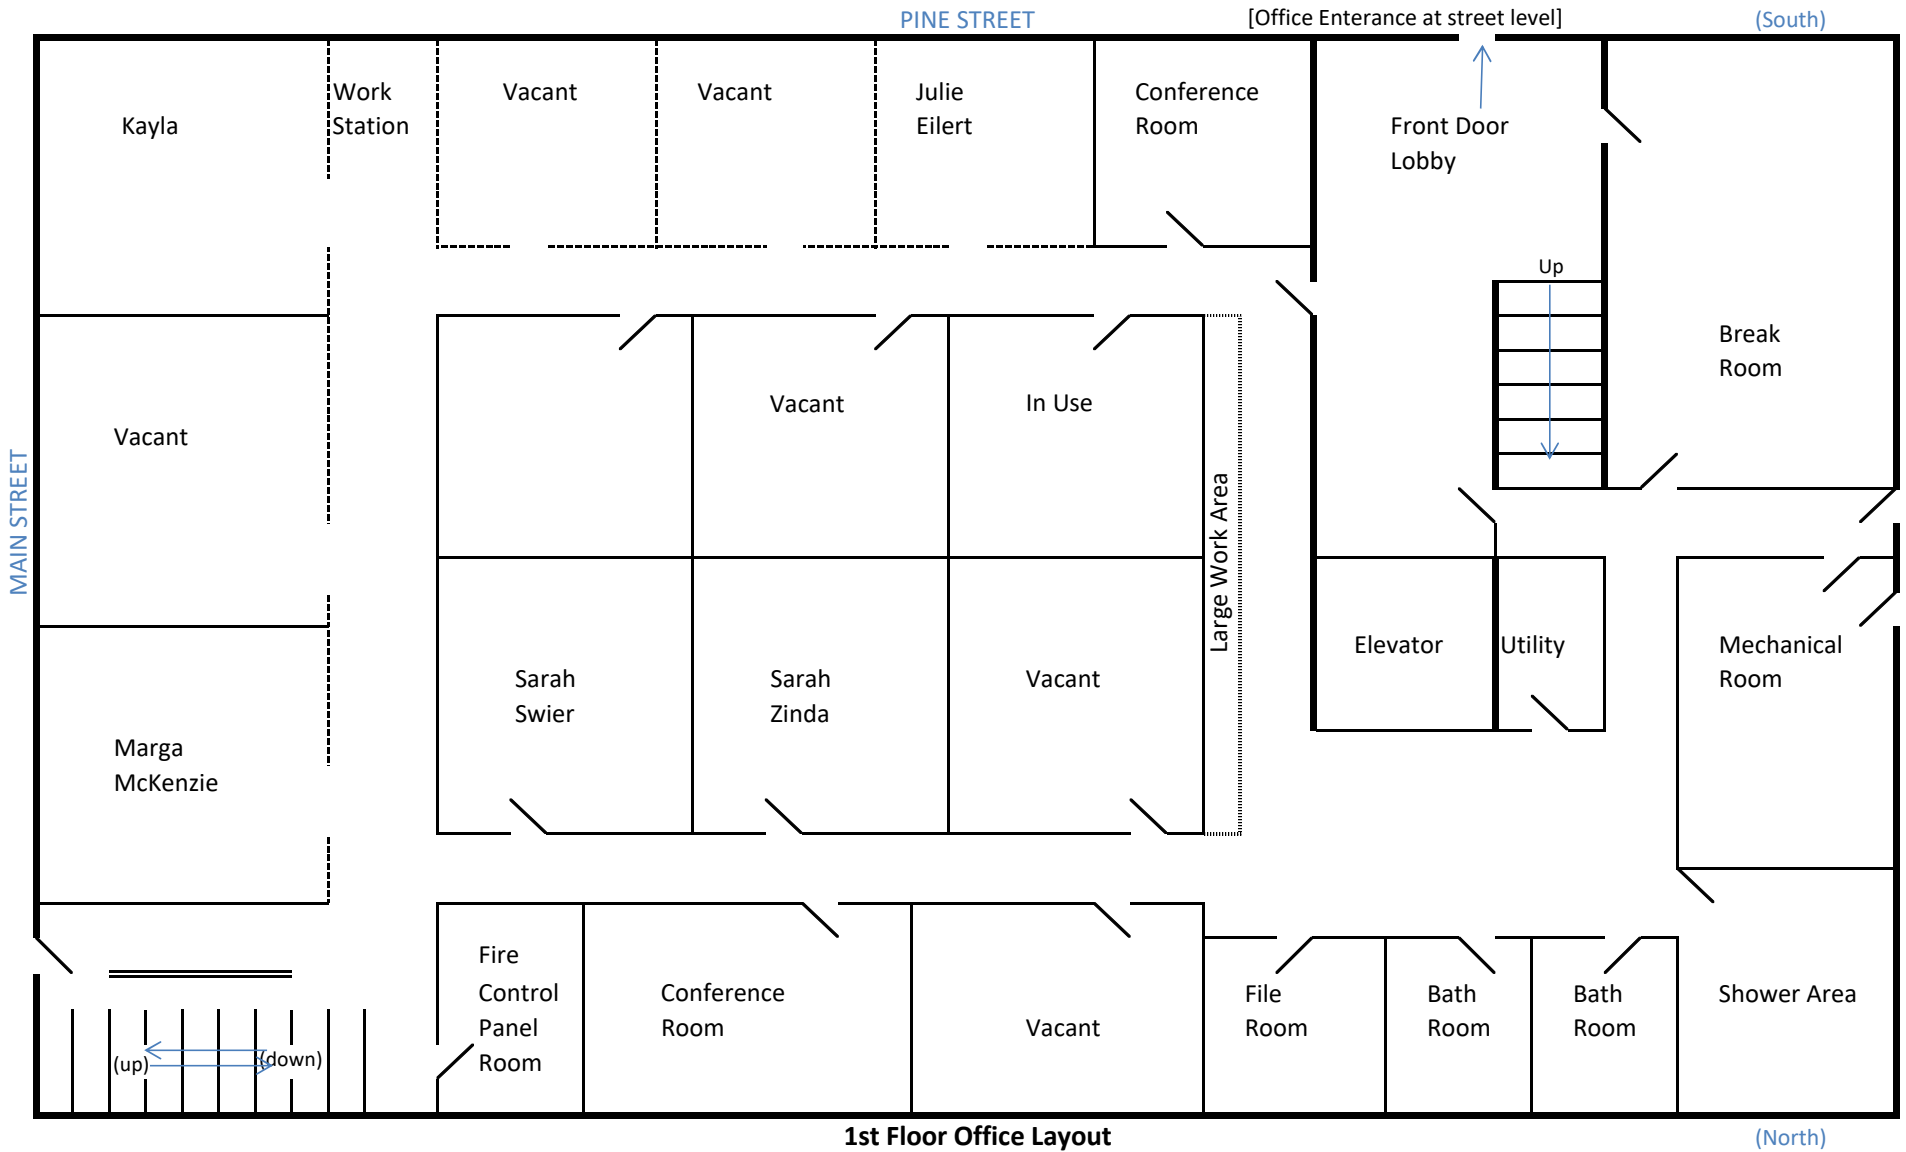 PINE STREET
[Office Enterance at street level]
(South)
Kayla
Work
Station
Vacant
Vacant
Julie
Eilert
Conference
Room
Front Door
Lobby
Up
Break
Room
Vacant
Vacant
In Use
MAIN STREET
Large Work Area
Elevator
Utility
Mechanical
Room
Sarah
Swier
Sarah
Zinda
Vacant
Marga
McKenzie
Fire
Control
Panel
Room
Conference
Room
Vacant
File
Room
Bath
Room
Bath
Room
Shower Area
(up)
(down)
1st Floor Office Layout
(North)